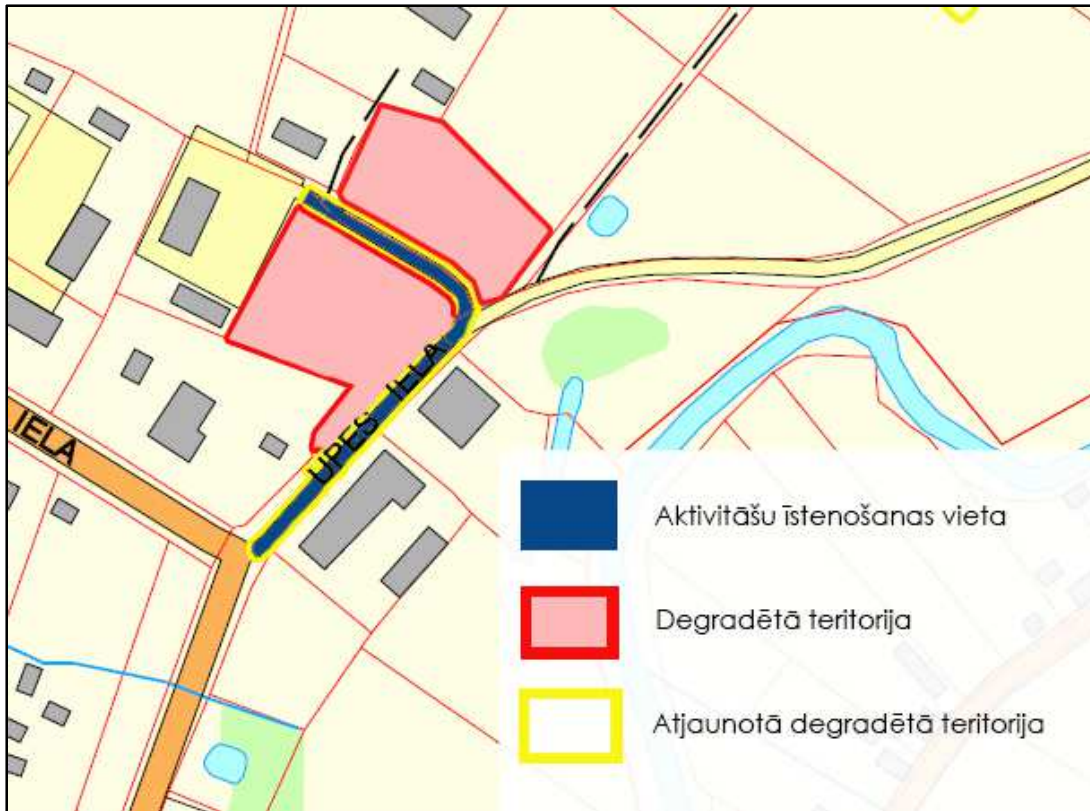 UPES IELA
IELA
Aktivitāšu īstenošanas vieta
Degradētā teritorija
Atjaunotā degradētā teritorija